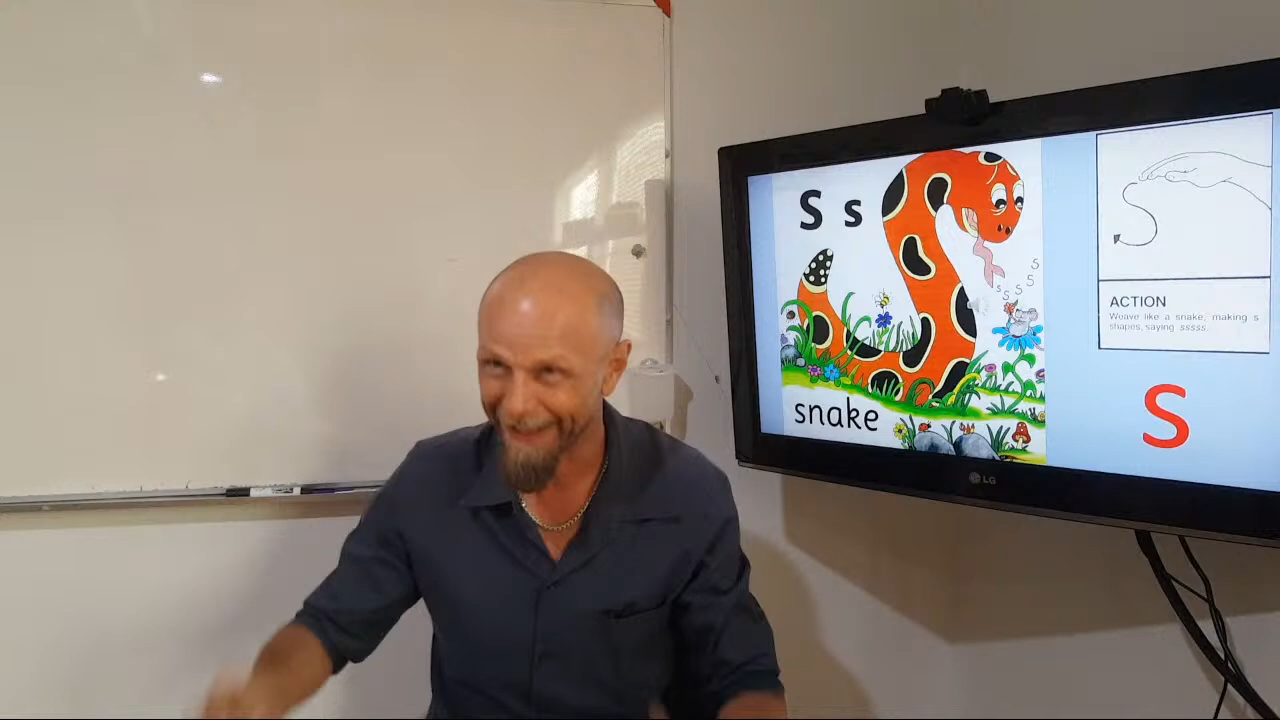 S s
snake
s s s s s
ACTION
Weave like a snake, making s
shapes, saying sssss.
s
LG